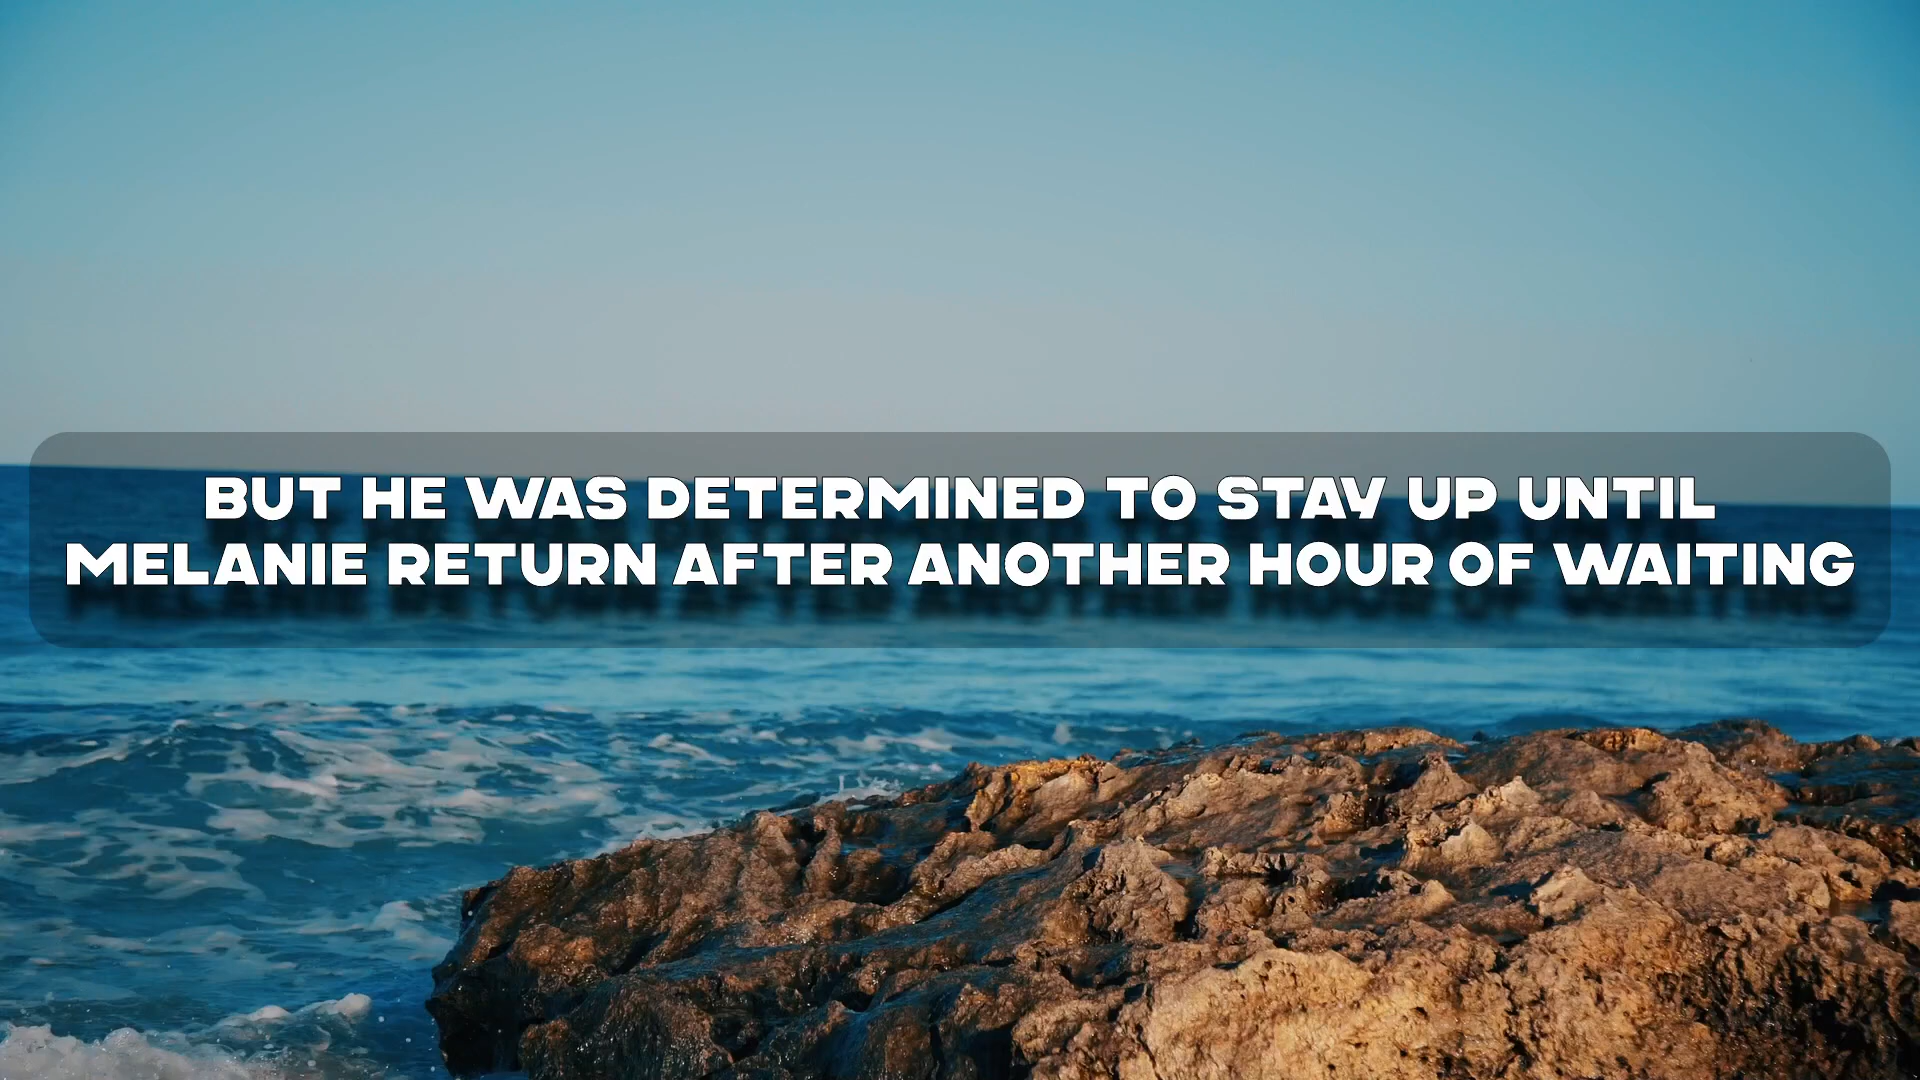 BUT HE WAS DETERMINED TO STAY UP UNTIL
MELANIE RETURN AFTER ANOTHER HOUR OF WAITING